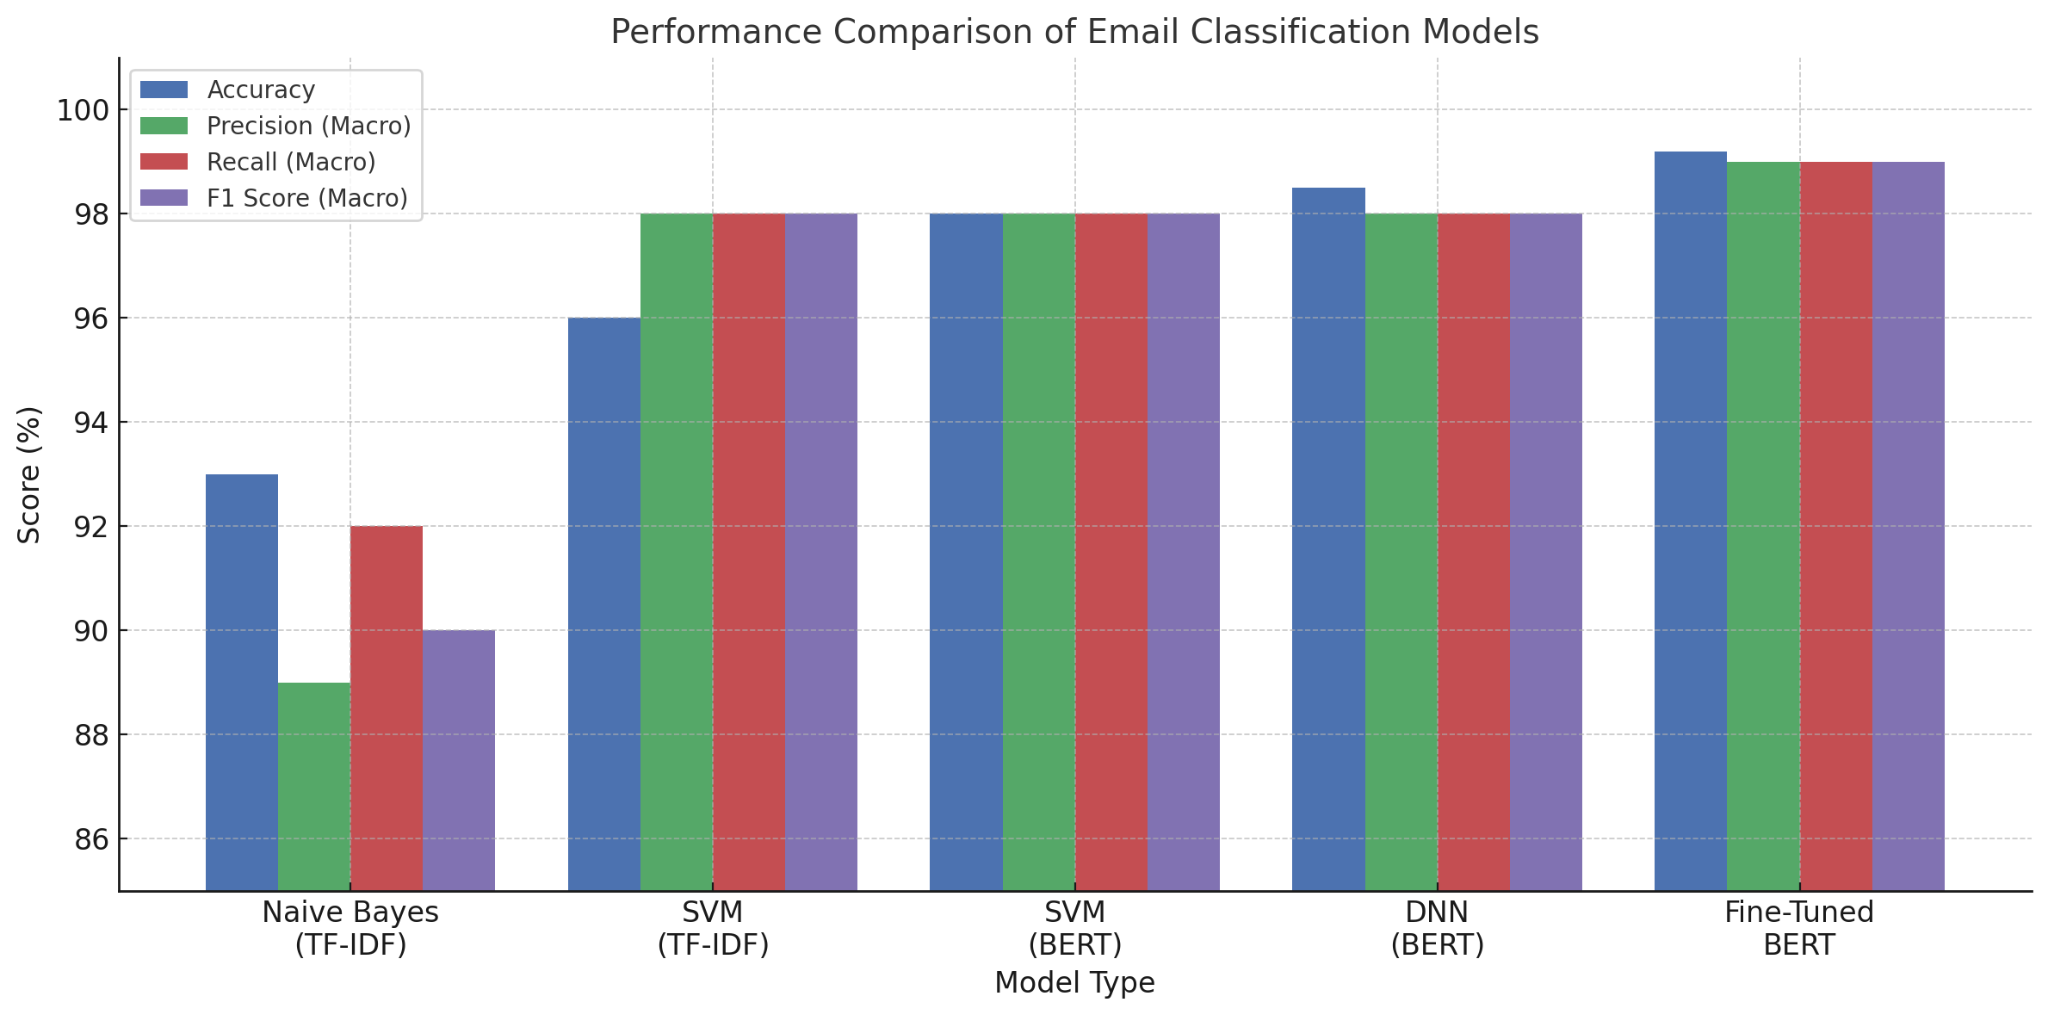 Performance Comparison of Email Classification Models
Accuracy
Precision (Macro)
Recall (Macro)
F1 Score (Macro)
100
98
96
94
92
90
88
86
Score (%)
Naive Bayes
(TF-IDF)
SVM
(TF-IDF)
SVM
(BERT)
DNN
(BERT)
Fine-Tuned
BERT
Model Type